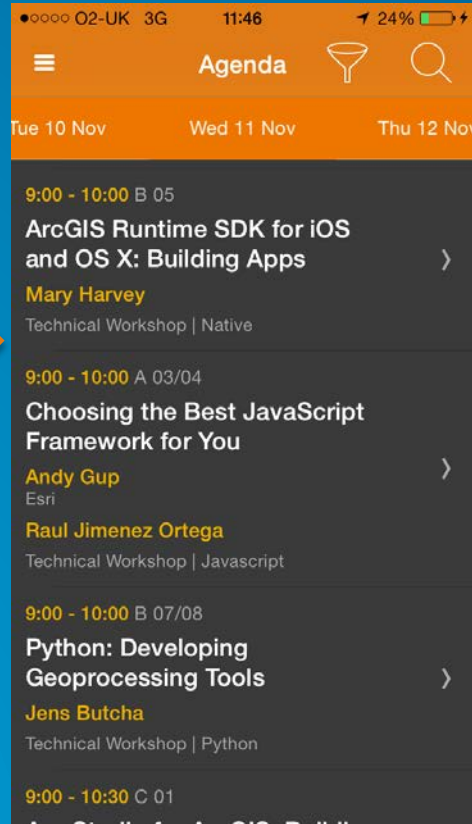 O2-UK 3G 11:46 24%
Agenda
Tue 10 Nov Wed 11 Nov Thu 12 Nov
9:00 - 10:00 B 05
ArcGIS Runtime SDK for iOS
and OS X: Building Apps
Mary Harvey
Technical Workshop | Native
9:00 - 10:00 A 03/04
Choosing the Best JavaScript
Framework for You
Andy Gup
Esri
Raul Jimenez Ortega
Technical Workshop | Javascript
9:00 - 10:00 B 07/08
Python: Developing
Geoprocessing Tools
Jens Butcha
Technical Workshop | Python
9:00 - 10:30 C 01